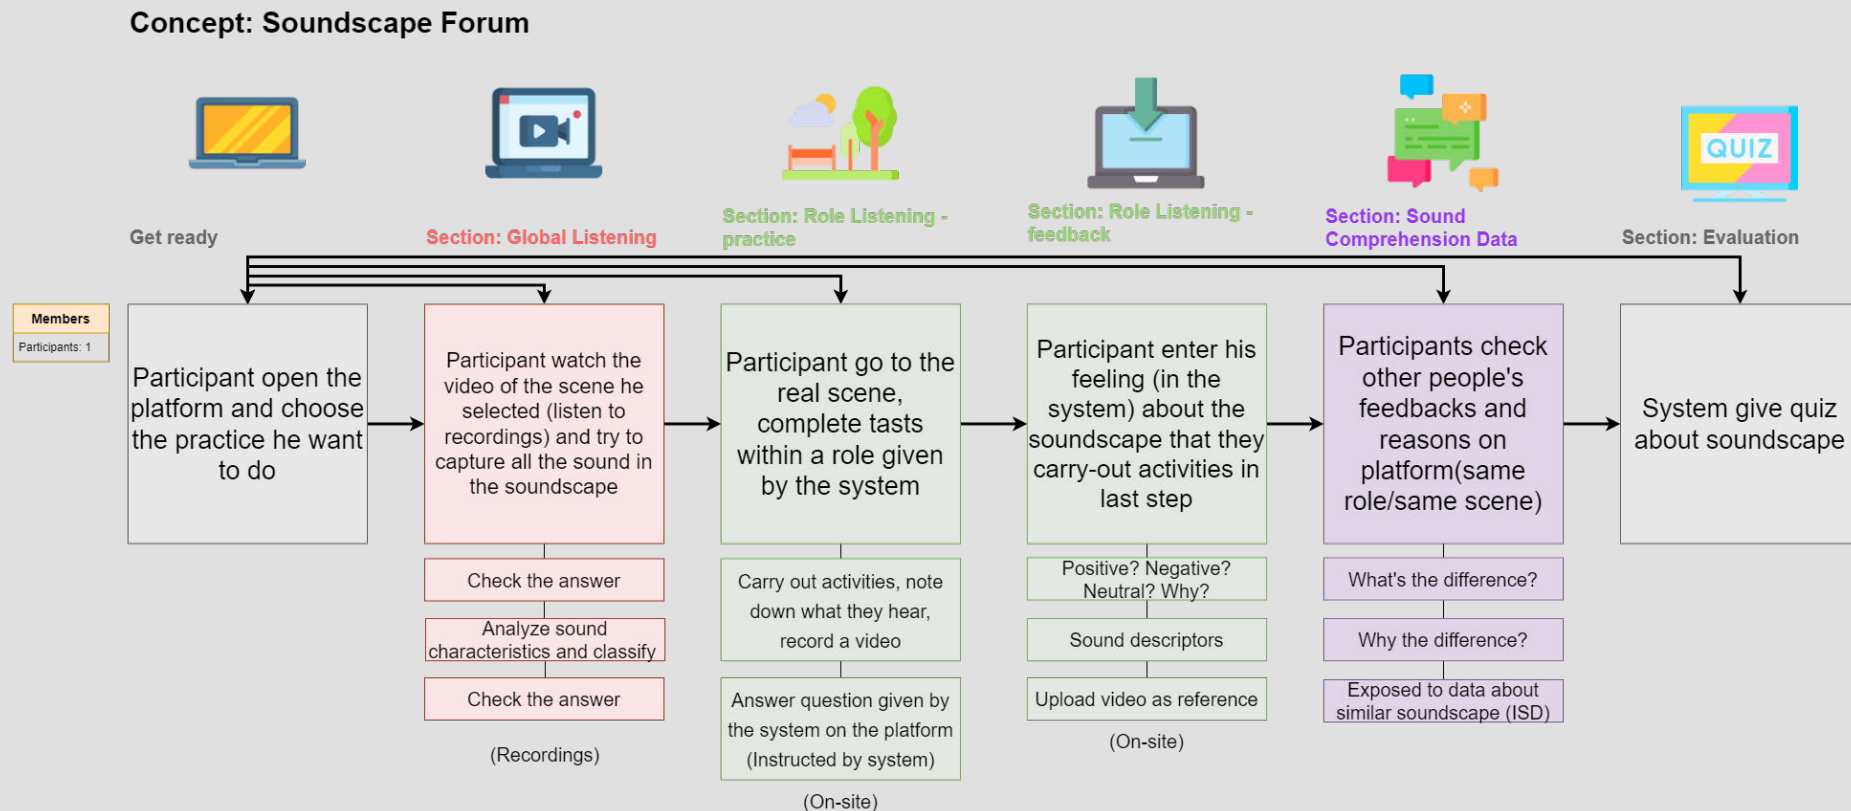 Concept: Soundscape Forum
QUIZ
Get ready
Section: Global Listening
Section: Role Listening -
practice
Section: Role Listening -
feedback
Section: Sound
Comprehension Data
Section: Evaluation
Members
Participants: 1
Participant open the
platform and choose
the practice he want
to do
Participant watch the
video of the scene he
selected (listen to
recordings) and try to
capture all the sound in
the soundscape
Check the answer
Analyze sound
characteristics and classify
Check the answer
(Recordings)
Participant go to the
real scene,
complete tasts
within a role given
by the system
Carry out activities, note
down what they hear,
record a video
Answer question given by
the system on the platform
(Instructed by system)
(On-site)
Participant enter his
feeling (in the
system) about the
soundscape that they
carry-out activities in
last step
Positive? Negative?
Neutral? Why?
Sound descriptors
Upload video as reference
(On-site)
Participants check
other people's
feedbacks and
reasons on
platform(same
role/same scene)
What's the difference?
Why the difference?
Exposed to data about
similar soundscape (ISD)
System give quiz
about soundscape